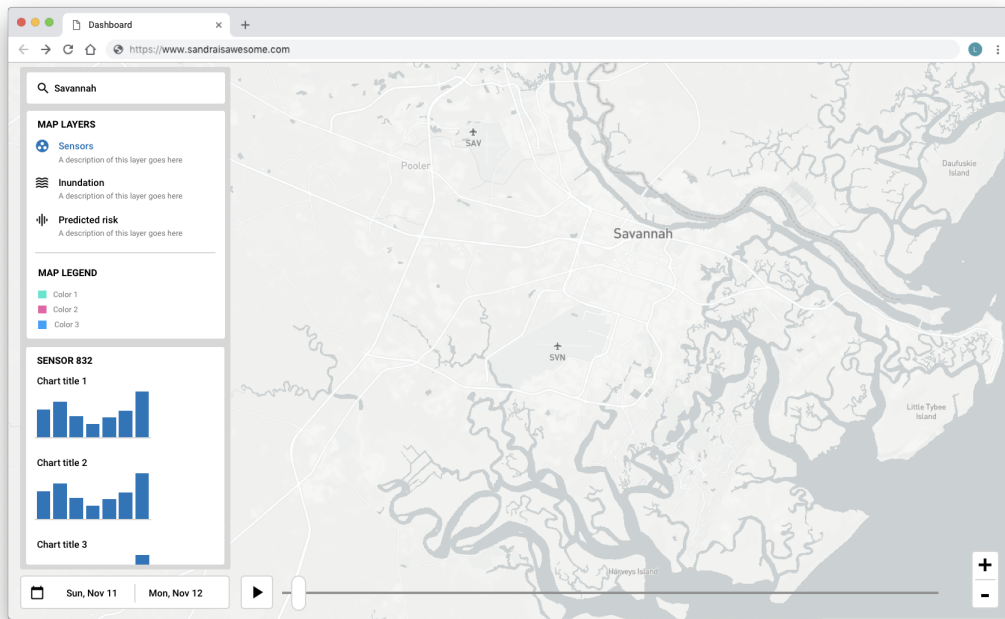 Dashboard
https://www.sandraisawesome.com
L
Savannah
MAP LAYERS
Sensors
A description of this layer goes here
Inundation
A description of this layer goes here
Predicted risk
A description of this layer goes here
MAP LEGEND
Color 1
Color 2
Color 3
SENSOR 832
Chart title 1
Chart title 2
Chart title 3
Sun, Nov 11
Mon, Nov 12
SAV
Pooler
Daufuskie
Island
Savannah
SVN
Little Tybee
Island
Harveys Island
+
-